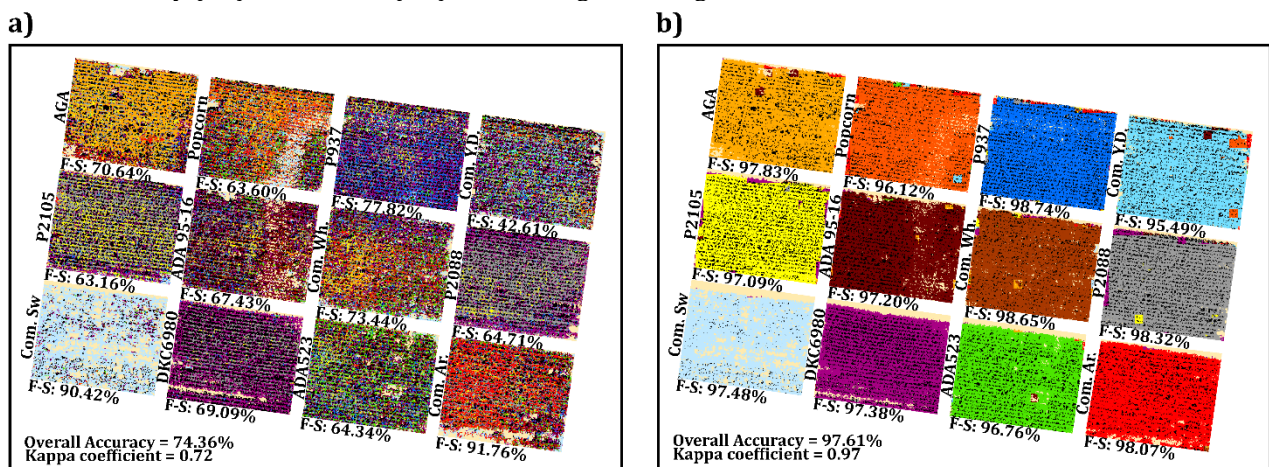 a)
AGA
F-S: 70.64%
Popcorn
F-S: 63.60%
P937
F-S: 77.82%
Com. Y.D.
F-S: 42.61%
P2105
F-S: 63.16%
ADA 95-16
F-S: 67.43%
Com. Wh.
F-S: 73.44%
P2088
F-S: 64.71%
Com. Sw
F-S: 90.42%
DKC6980
F-S: 69.09%
ADA523
F-S: 64.34%
Com. Ar.
F-S: 91.76%
Overall Accuracy = 74.36%
Kappa coefficient = 0.72
b)
AGA
F-S: 97.83%
Popcorn
F-S: 96.12%
P937
F-S: 98.74%
Com. Y.D.
F-S: 95.49%
P2105
F-S: 97.09%
ADA 95-16
F-S: 97.20%
Com. Wh.
F-S: 98.65%
P2088
F-S: 98.32%
Com. Sw
F-S: 97.48%
DKC6980
F-S: 97.38%
ADA523
F-S: 96.76%
Com. Ar.
F-S: 98.07%
Overall Accuracy = 97.61%
Kappa coefficient = 0.97